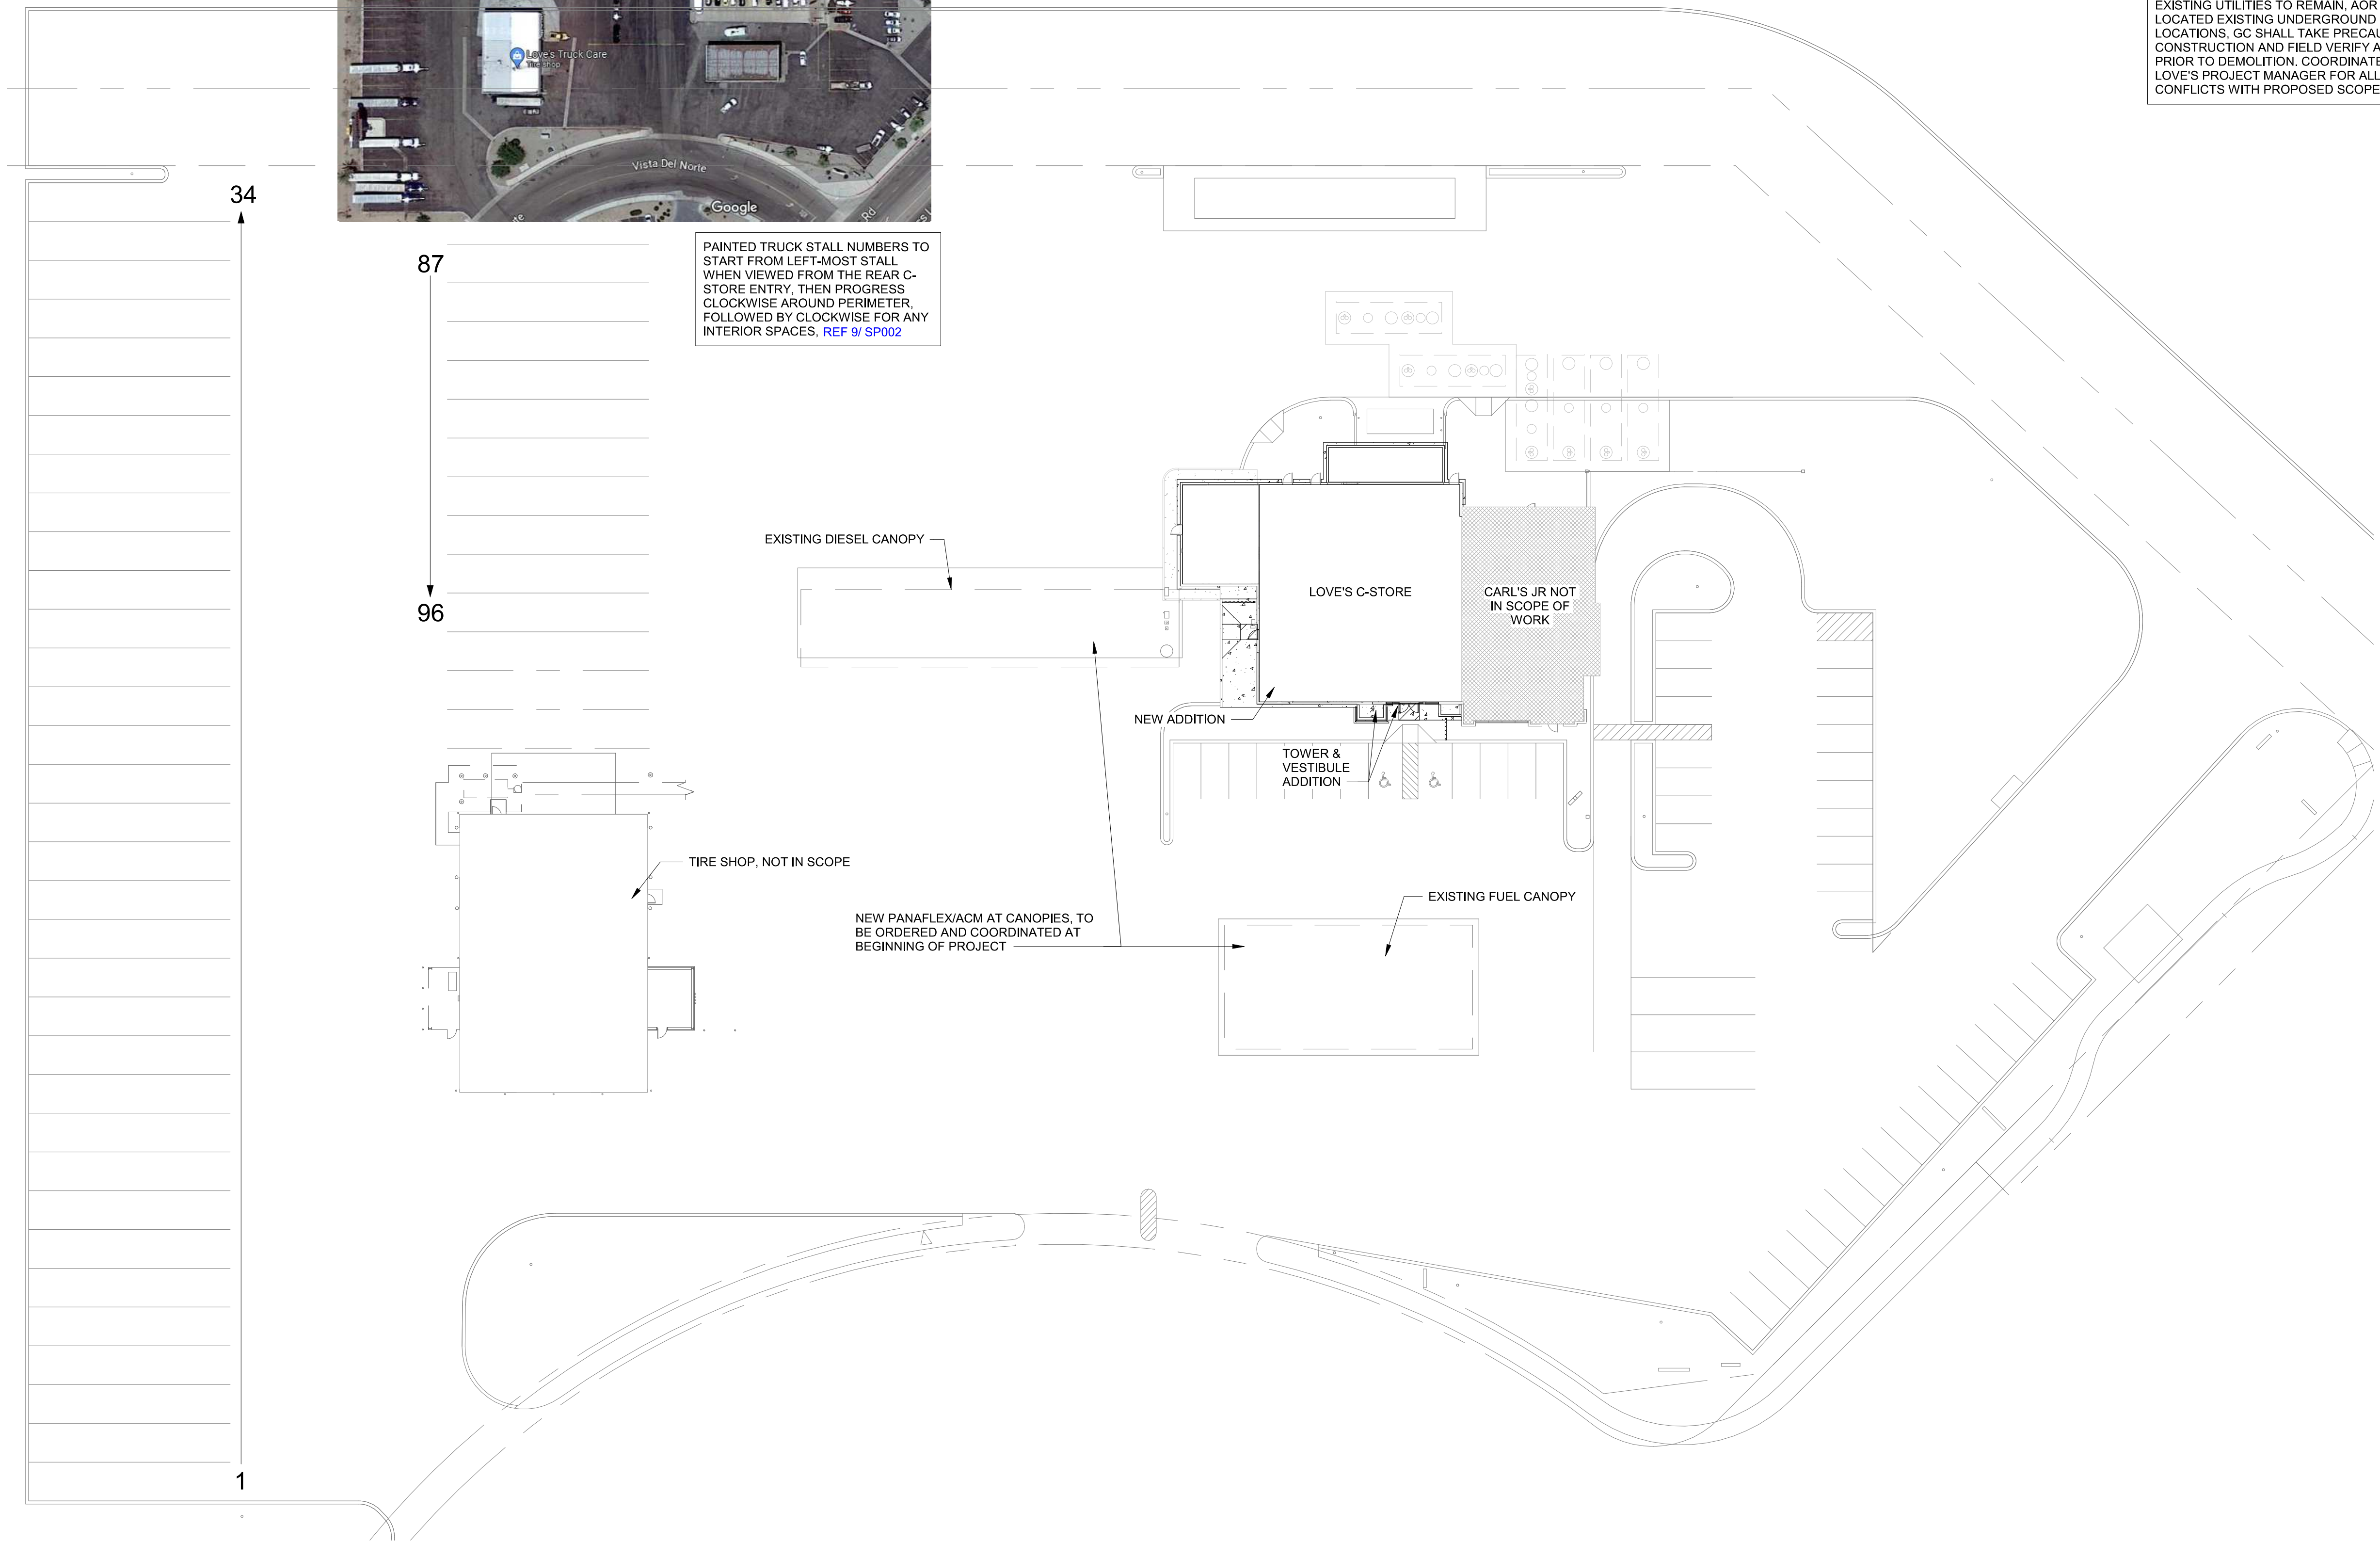 EXISTING UTILITIES TO REMAIN, AOR
LOCATED EXISTING UNDERGROUND
LOCATIONS, GC SHALL TAKE PRECAU
CONSTRUCTION AND FIELD VERIFY A
PRIOR TO DEMOLITION. COORDINATE
LOVE'S PROJECT MANAGER FOR ALL
CONFLICTS WITH PROPOSED SCOPE
Love's Truck Care
Tire shop
Vista Del Norte
Google
Rd
34
87
PAINTED TRUCK STALL NUMBERS TO
START FROM LEFT-MOST STALL
WHEN VIEWED FROM THE REAR C-
STORE ENTRY, THEN PROGRESS
CLOCKWISE AROUND PERIMETER,
FOLLOWED BY CLOCKWISE FOR ANY
INTERIOR SPACES, REF 9/ SP002
EXISTING DIESEL CANOPY
96
LOVE'S C-STORE
CARL'S JR NOT
IN SCOPE OF
WORK
NEW ADDITION
TOWER &
VESTIBULE
ADDITION
TIRE SHOP, NOT IN SCOPE
EXISTING FUEL CANOPY
NEW PANAFLEX/ACM AT CANOPIES, TO
BE ORDERED AND COORDINATED AT
BEGINNING OF PROJECT
1